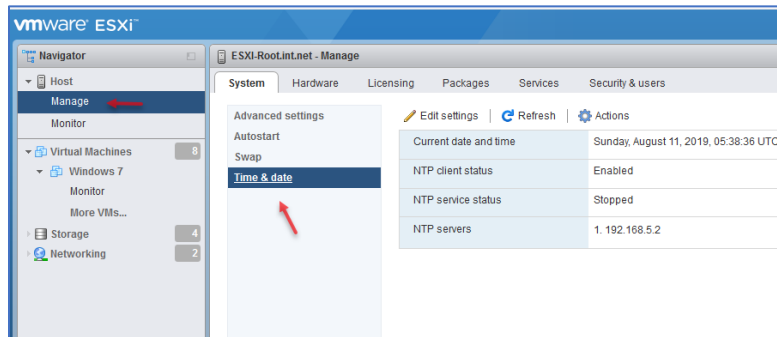 vmware ESXi™
Navigator
Host
Manage
Monitor
Virtual Machines 8
Windows 7
Monitor
More VMs...
Storage 4
Networking 2
ESXI-Root.int.net - Manage
System Hardware Licensing Packages Services Security & users
Advanced settings
Autostart
Swap
Time & date
Edit settings | Refresh | Actions
Current date and time Sunday, August 11, 2019, 05:38:36 UTC
NTP client status Enabled
NTP service status Stopped
NTP servers 1. 192.168.5.2